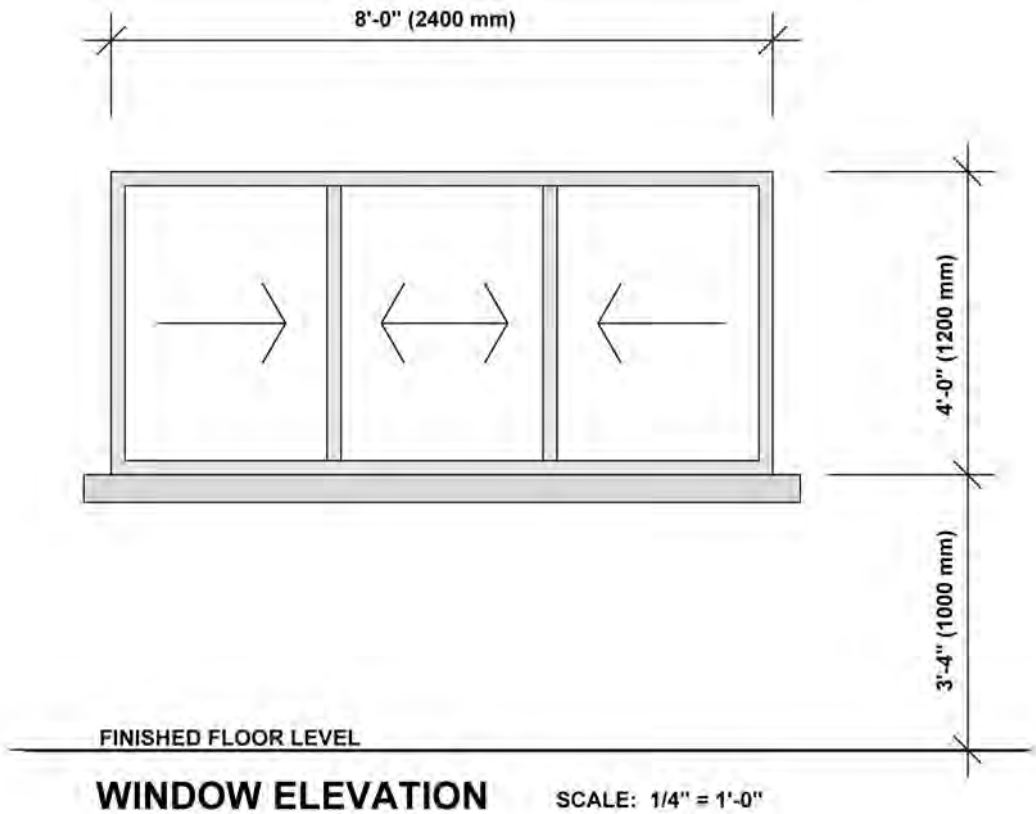 8'-0" (2400 mm)
4'-0" (1200 mm)
3'-4" (1000 mm)
FINISHED FLOOR LEVEL
WINDOW ELEVATION
SCALE: 1/4" = 1'-0"